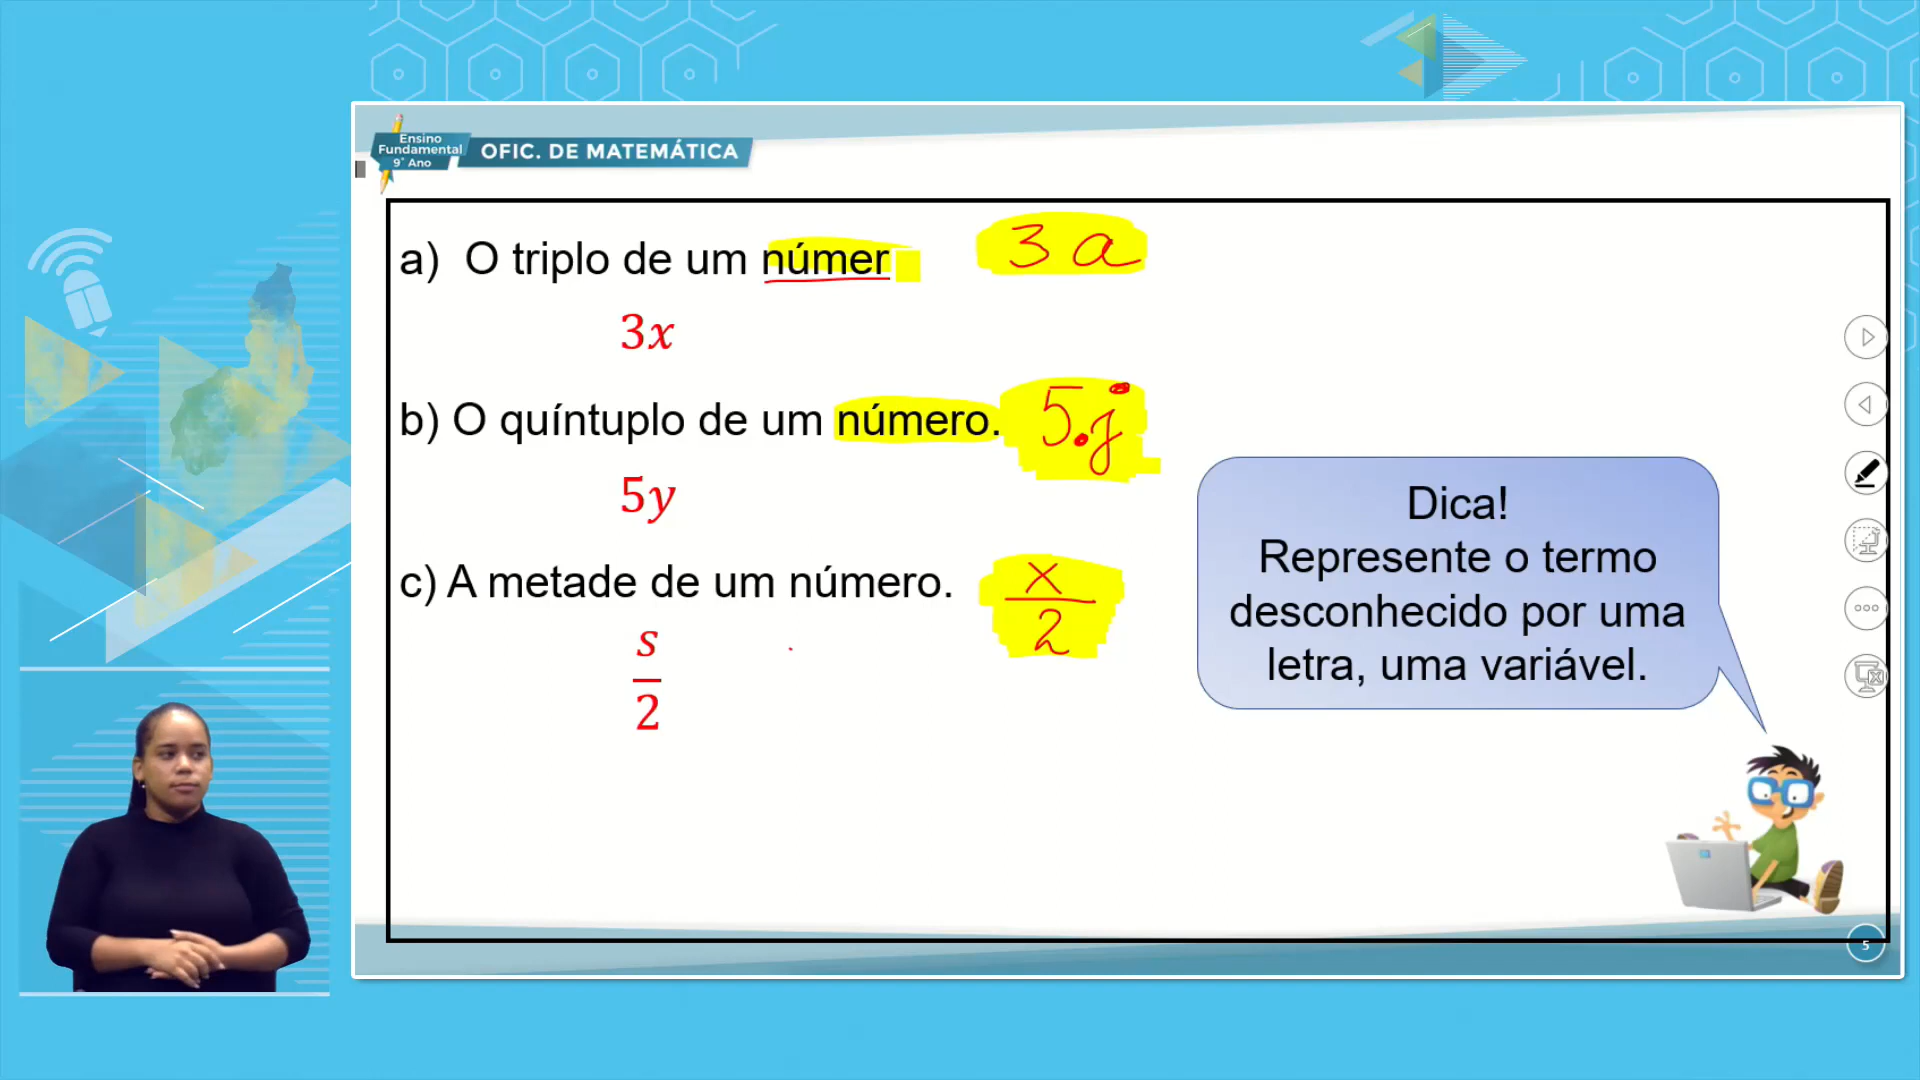 Ensino
Fundamental
9° Ano
OFIC. DE MATEMÁTICA
a) O triplo de um númer
3 a
3x
b) O quíntuplo de um número.
5.j
5y
c) A metade de um número.
x
2
s
2
Dica!
Represente o termo
desconhecido por uma
letra, uma variável.
5